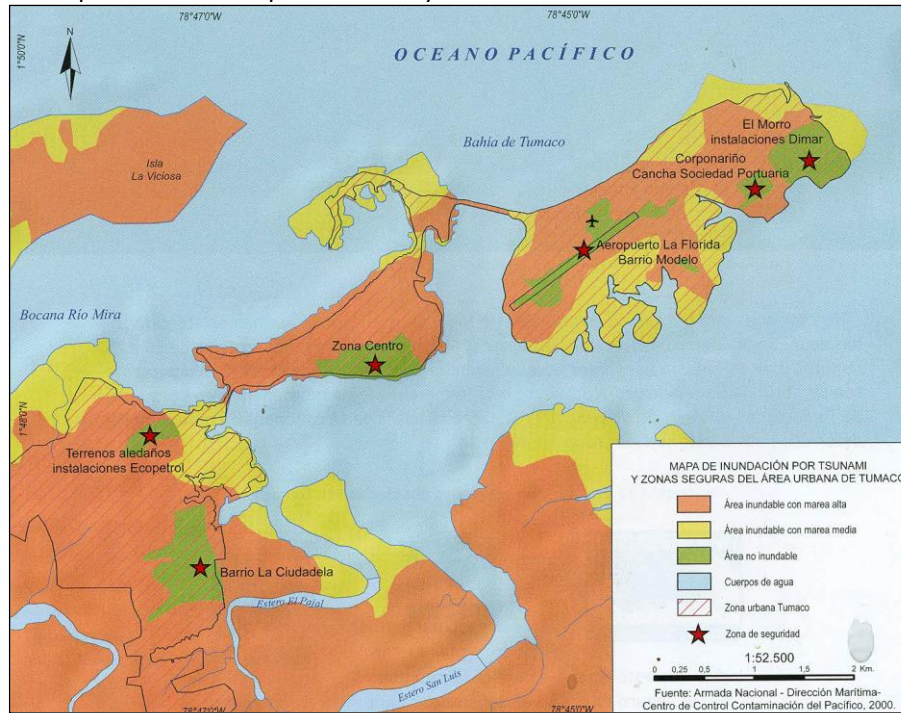 78°47'0"W
78°45'0"W
1°50'0"N
N
OCEANO PACÍFICO
Bahía de Tumaco
Isla
La Viciosa
El Morro
instalaciones Dimar
Corponariño
Cancha Sociedad Portuaria
Aeropuerto La Florida
Barrio Modelo
Bocana Río Mira
Zona Centro
1°48'0"N
Terrenos aledaños
instalaciones Ecopetrol
Barrio La Ciudadela
Estero El Pajal
Estero San Luis
78°47'0"W
78°45'0"W
MAPA DE INUNDACIÓN POR TSUNAMI
Y ZONAS SEGURAS DEL ÁREA URBANA DE TUMACO
Área inundable con marea alta
Área inundable con marea media
Área no inundable
Cuerpos de agua
Zona urbana Tumaco
Zona de seguridad
1:52.500
0 0,25 0,5 1 1,5 2 Km.
Fuente: Armada Nacional - Dirección Marítima-
Centro de Control Contaminación del Pacífico, 2000.